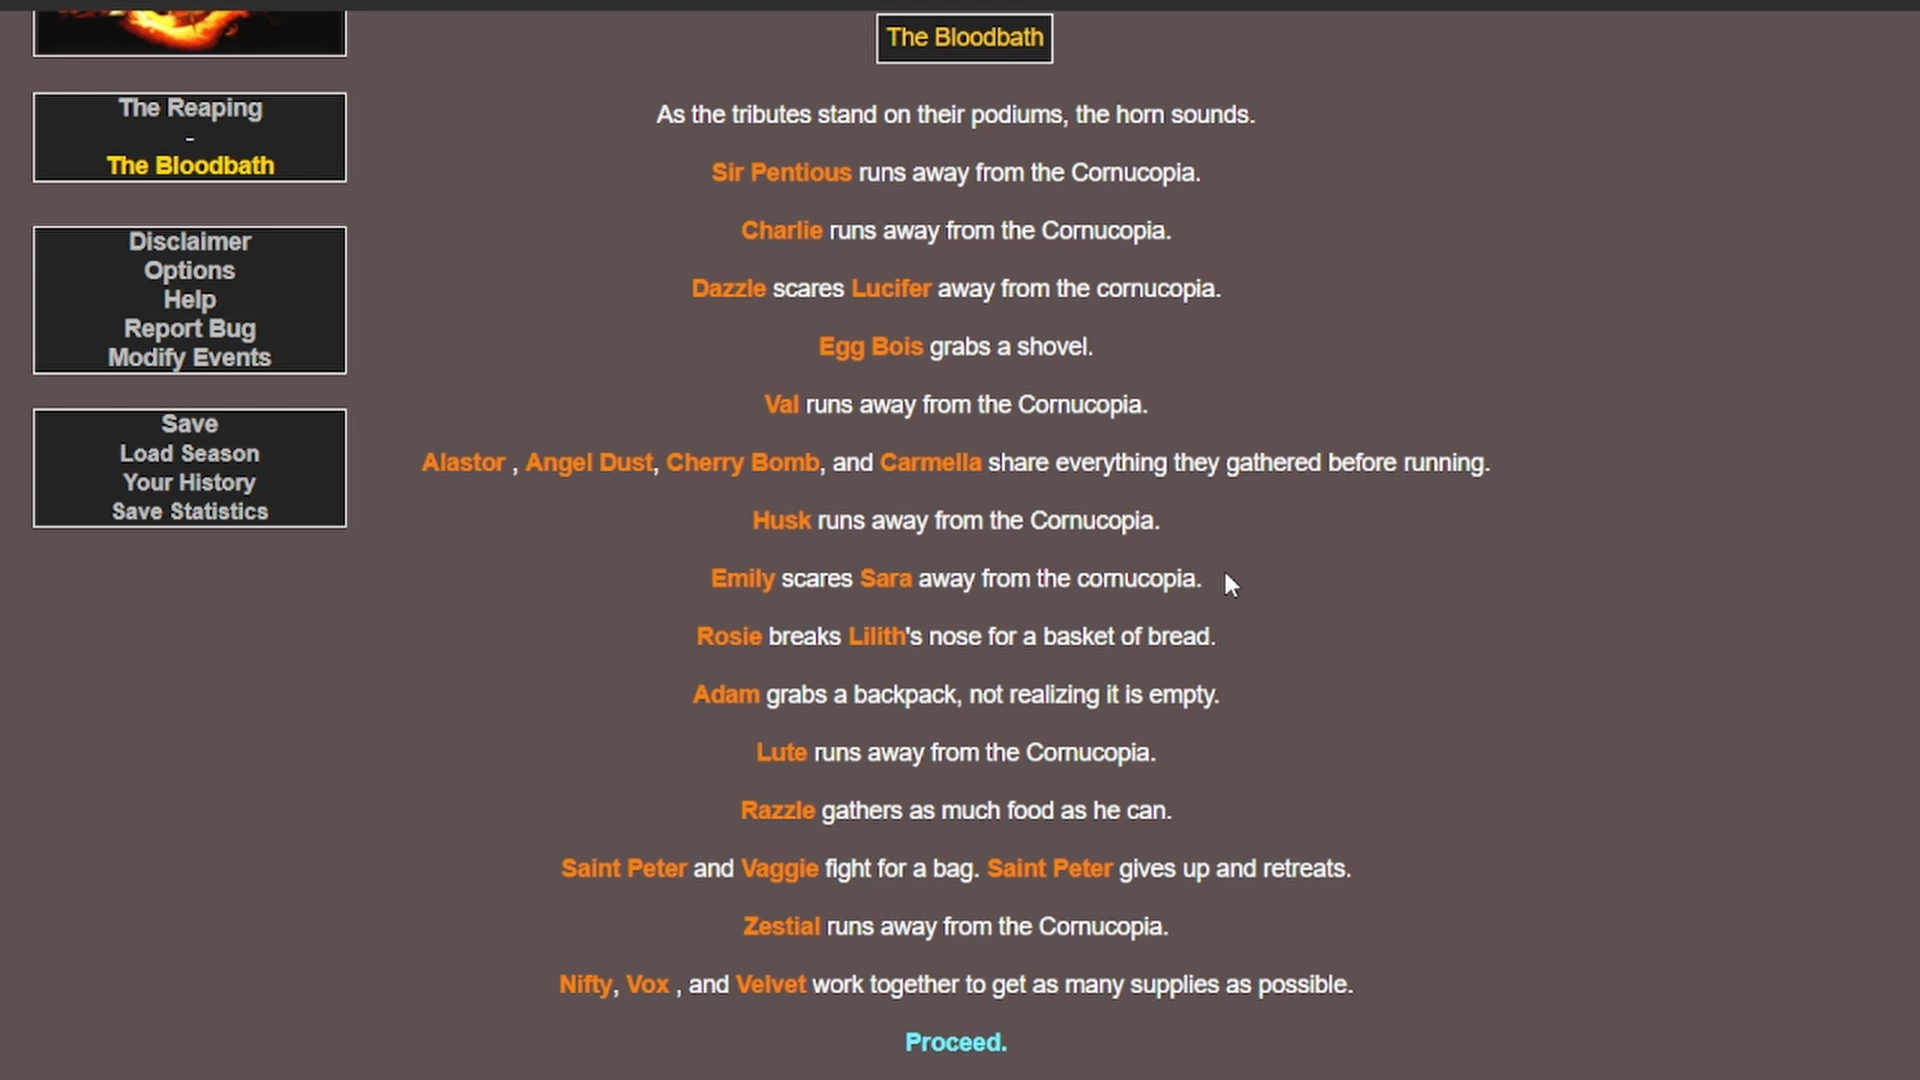 The Reaping
-
The Bloodbath
Disclaimer
Options
Help
Report Bug
Modify Events
Save
Load Season
Your History
Save Statistics
The Bloodbath
As the tributes stand on their podiums, the horn sounds.
Sir Pentious runs away from the Cornucopia.
Charlie runs away from the Cornucopia.
Dazzle scares Lucifer away from the cornucopia.
Egg Bois grabs a shovel.
Val runs away from the Cornucopia.
Alastor , Angel Dust, Cherry Bomb, and Carmella share everything they gathered before running.
Husk runs away from the Cornucopia.
Emily scares Sara away from the cornucopia.
Rosie breaks Lilith's nose for a basket of bread.
Adam grabs a backpack, not realizing it is empty.
Lute runs away from the Cornucopia.
Razzle gathers as much food as he can.
Saint Peter and Vaggie fight for a bag. Saint Peter gives up and retreats.
Zestial runs away from the Cornucopia.
Nifty, Vox , and Velvet work together to get as many supplies as possible.
Proceed.